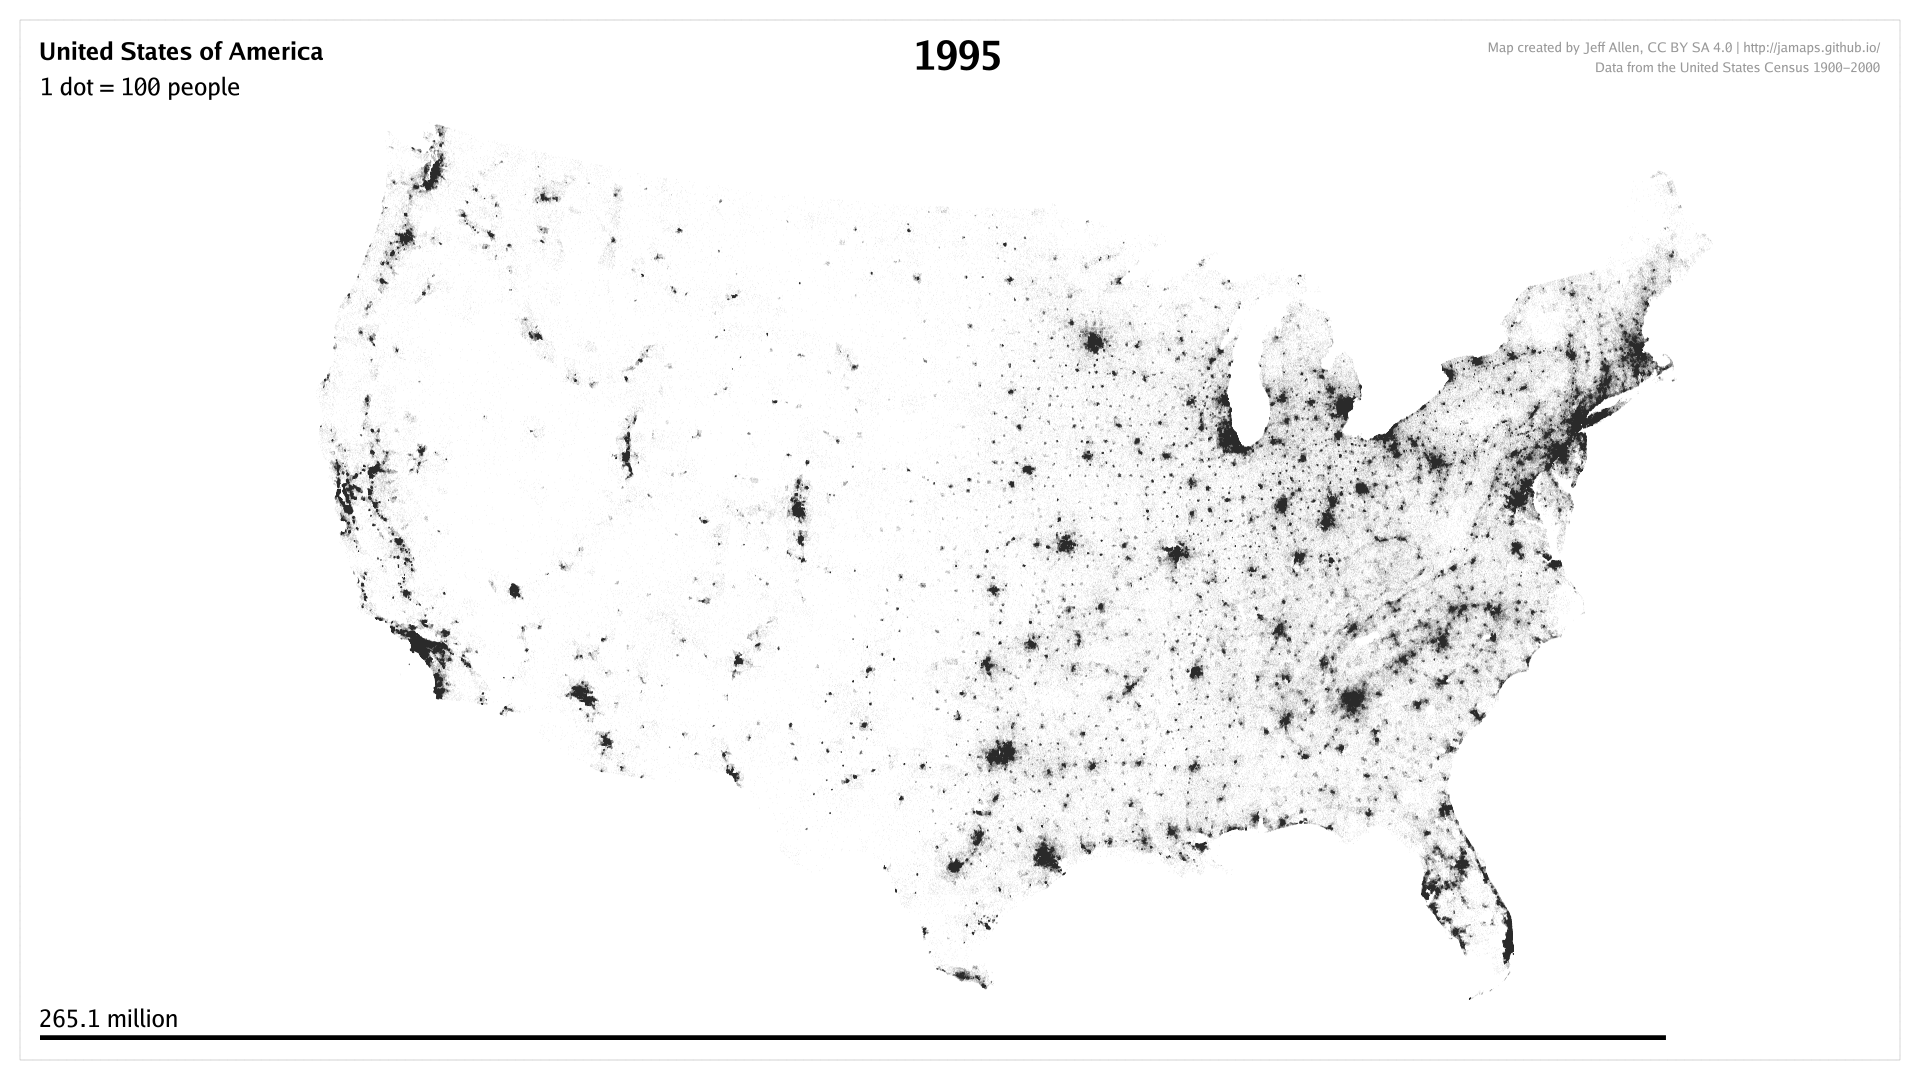 United States of America
1 dot = 100 people
1995
Map created by Jeff Allen, CC BY SA 4.0 | http://jamaps.github.io/
Data from the United States Census 1900–2000
265.1 million